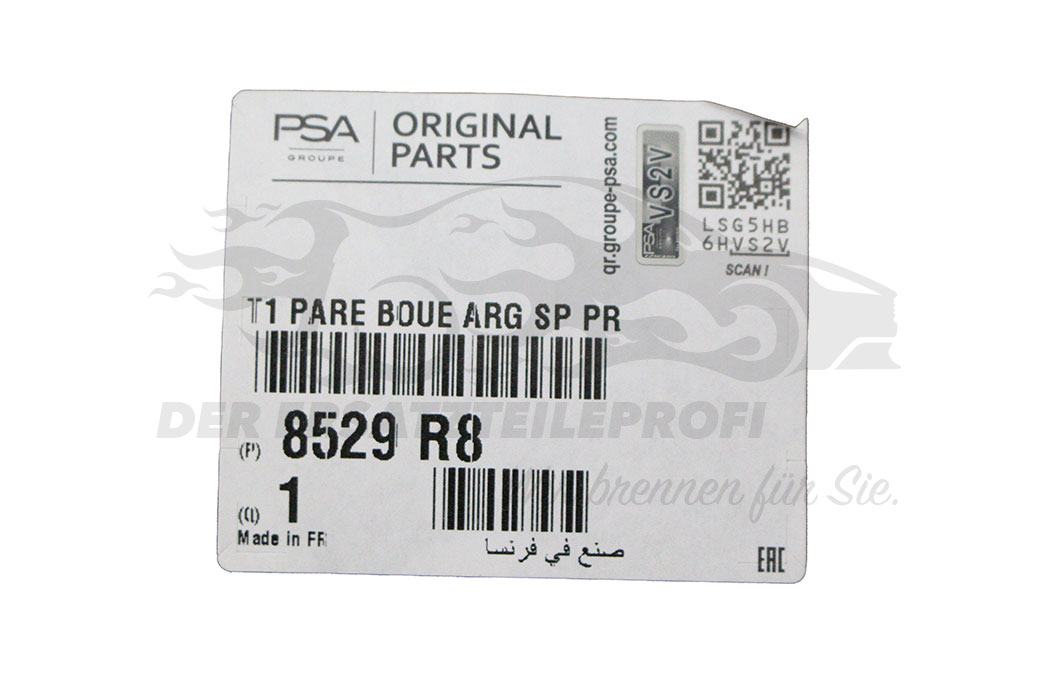 PSA
GROUPE
ORIGINAL
PARTS
qr.groupe-psa.com
PSA
VS2V
LSG5HB
6HVS2V
SCAN!
T1 PARE BOUE ARG SP PR
DER ERSATZTEILEPROFI
(P) 8529 R8
brennen für Sie.
(Q) 1
Made in FR
صنع في فرنسا
EAC